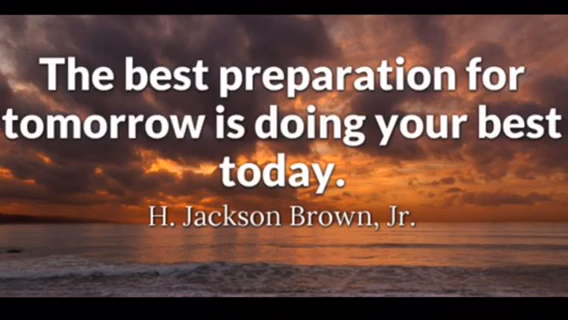 The best preparation for
tomorrow is doing your best
today.
H. Jackson Brown, Jr.